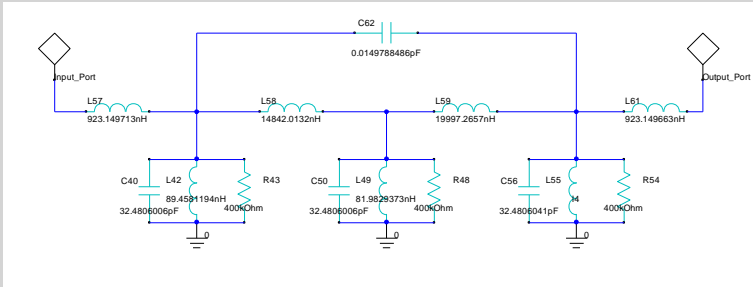 C62
0.0149788486pF
Input_Port
Output_Port
L57
923.149713nH
L58
14842.0132nH
L59
19997.2657nH
L61
923.149663nH
C40
L42
R43
89.4581194nH
400kOhm
32.4806006pF
0
C50
L49
R48
81.9829373nH
400kOhm
32.4806006pF
0
C56
L55
R54
I4
400kOhm
32.4806041pF
0